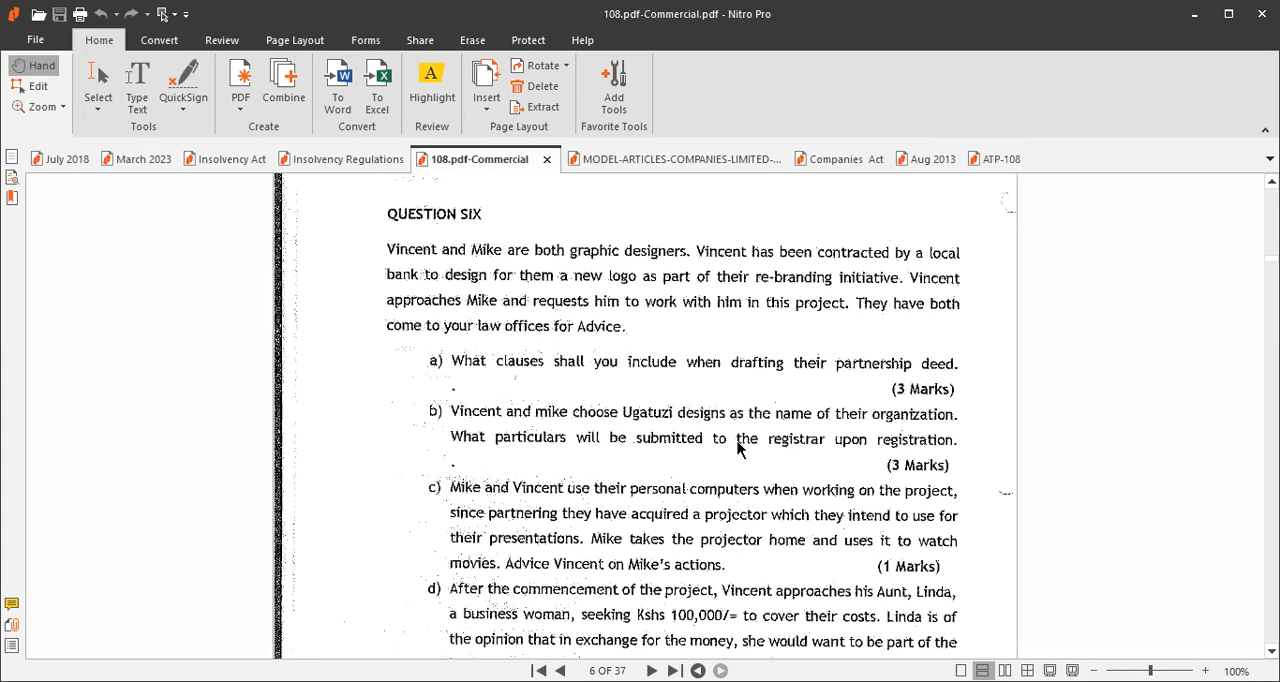 108.pdf-Commercial.pdf - Nitro Pro
File Home Convert Review Page Layout Forms Share Erase Protect Help
Hand
Edit
Zoom
Select
Type Text
QuickSign
Tools
PDF
Combine
Create
To Word
To Excel
Convert
A
Highlight
Review
Insert
Rotate
Delete
Extract
Page Layout
Add Tools
Favorite Tools
July 2018 March 2023 Insolvency Act Insolvency Regulations 108.pdf-Commercial MODEL-ARTICLES-COMPANIES-LIMITED-... Companies Act Aug 2013 ATP-108
QUESTION SIX
Vincent and Mike are both graphic designers. Vincent has been contracted by a local
bank to design for them a new logo as part of their re-branding initiative. Vincent
approaches Mike and requests him to work with him in this project. They have both
come to your law offices for Advice.
a) What clauses shall you include when drafting their partnership deed.
(3 Marks)
b) Vincent and mike choose Ugatuzi designs as the name of their organization.
What particulars will be submitted to the registrar upon registration.
(3 Marks)
c) Mike and Vincent use their personal computers when working on the project,
since partnering they have acquired a projector which they intend to use for
their presentations. Mike takes the projector home and uses it to watch
movies. Advice Vincent on Mike's actions. (1 Marks)
d) After the commencement of the project, Vincent approaches his Aunt, Linda,
a business woman, seeking Kshs 100,000/= to cover their costs. Linda is of
the opinion that in exchange for the money, she would want to be part of the
6 OF 37
100%